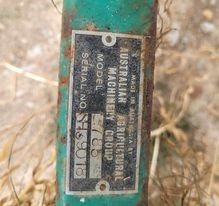 MADE IN AUSTRALIA
AUSTRALIAN AGRICULTURAL
MACHINERY GROUP
MODEL
SERIAL NO.